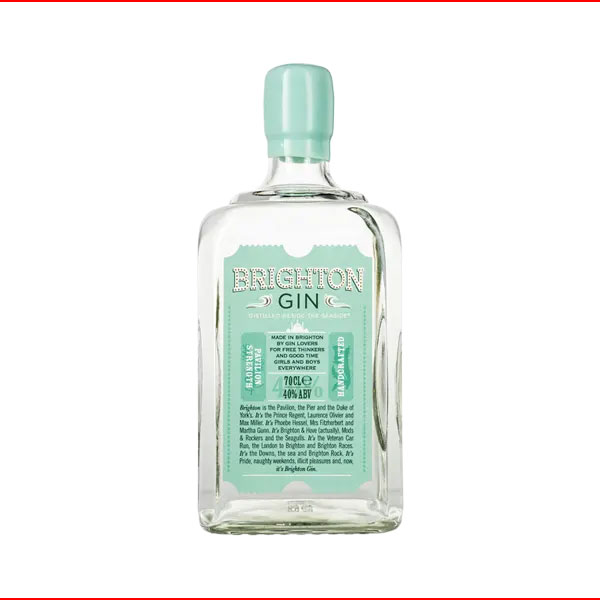 BRIGHTON
GIN
DISTILLED BESIDE THE SEASIDE
MADE IN BRIGHTON
BY GIN LOVERS
FOR FREE THINKERS
AND GOOD TIME
GIRLS AND BOYS
EVERYWHERE
PAVILION
STRENGTH
HANDCRAFTED
70CL e
40% ABV
Brighton is the Pavilion, the Pier and the Duke of
York's. It's the Prince Regent, Laurence Olivier and
Max Miller. It's Phoebe Hessel, Mrs Fitzherbert and
Martha Gunn. It's Brighton & Hove (actually), Mods
& Rockers and the Seagulls. It's the Veteran Car
Run, the London to Brighton and Brighton Races.
It's the Downs, the sea and Brighton Rock. It's
Pride, naughty weekends, illicit pleasures and, now,
it's Brighton Gin.